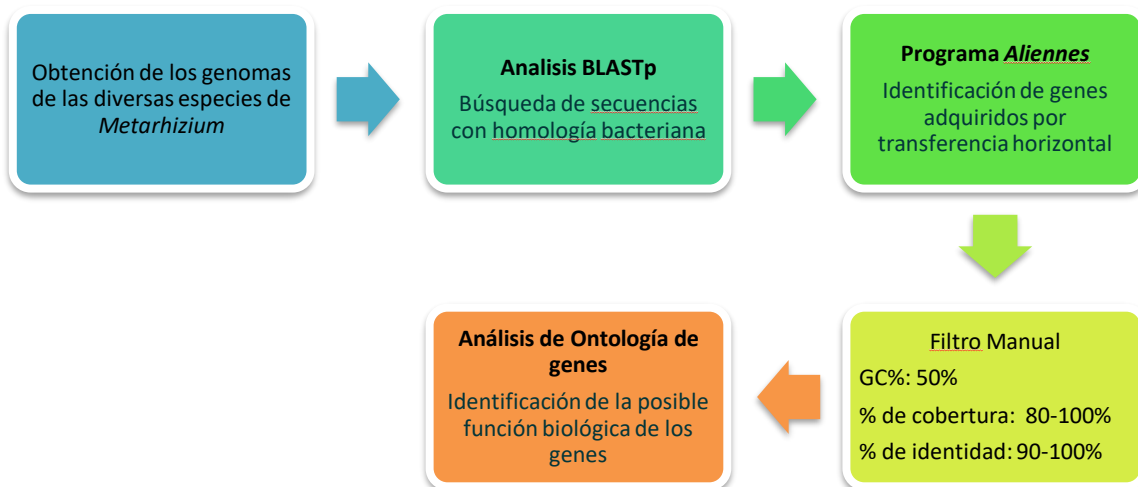 Obtención de los genomas
de las diversas especies de
Metarhizium
Analisis BLASTp
Búsqueda de secuencias
con homología bacteriana
Programa Aliennes
Identificación de genes
adquiridos por
transferencia horizontal
Filtro Manual
GC%: 50%
% de cobertura: 80-100%
% de identidad: 90-100%
Análisis de Ontología de
genes
Identificación de la posible
función biológica de los
genes